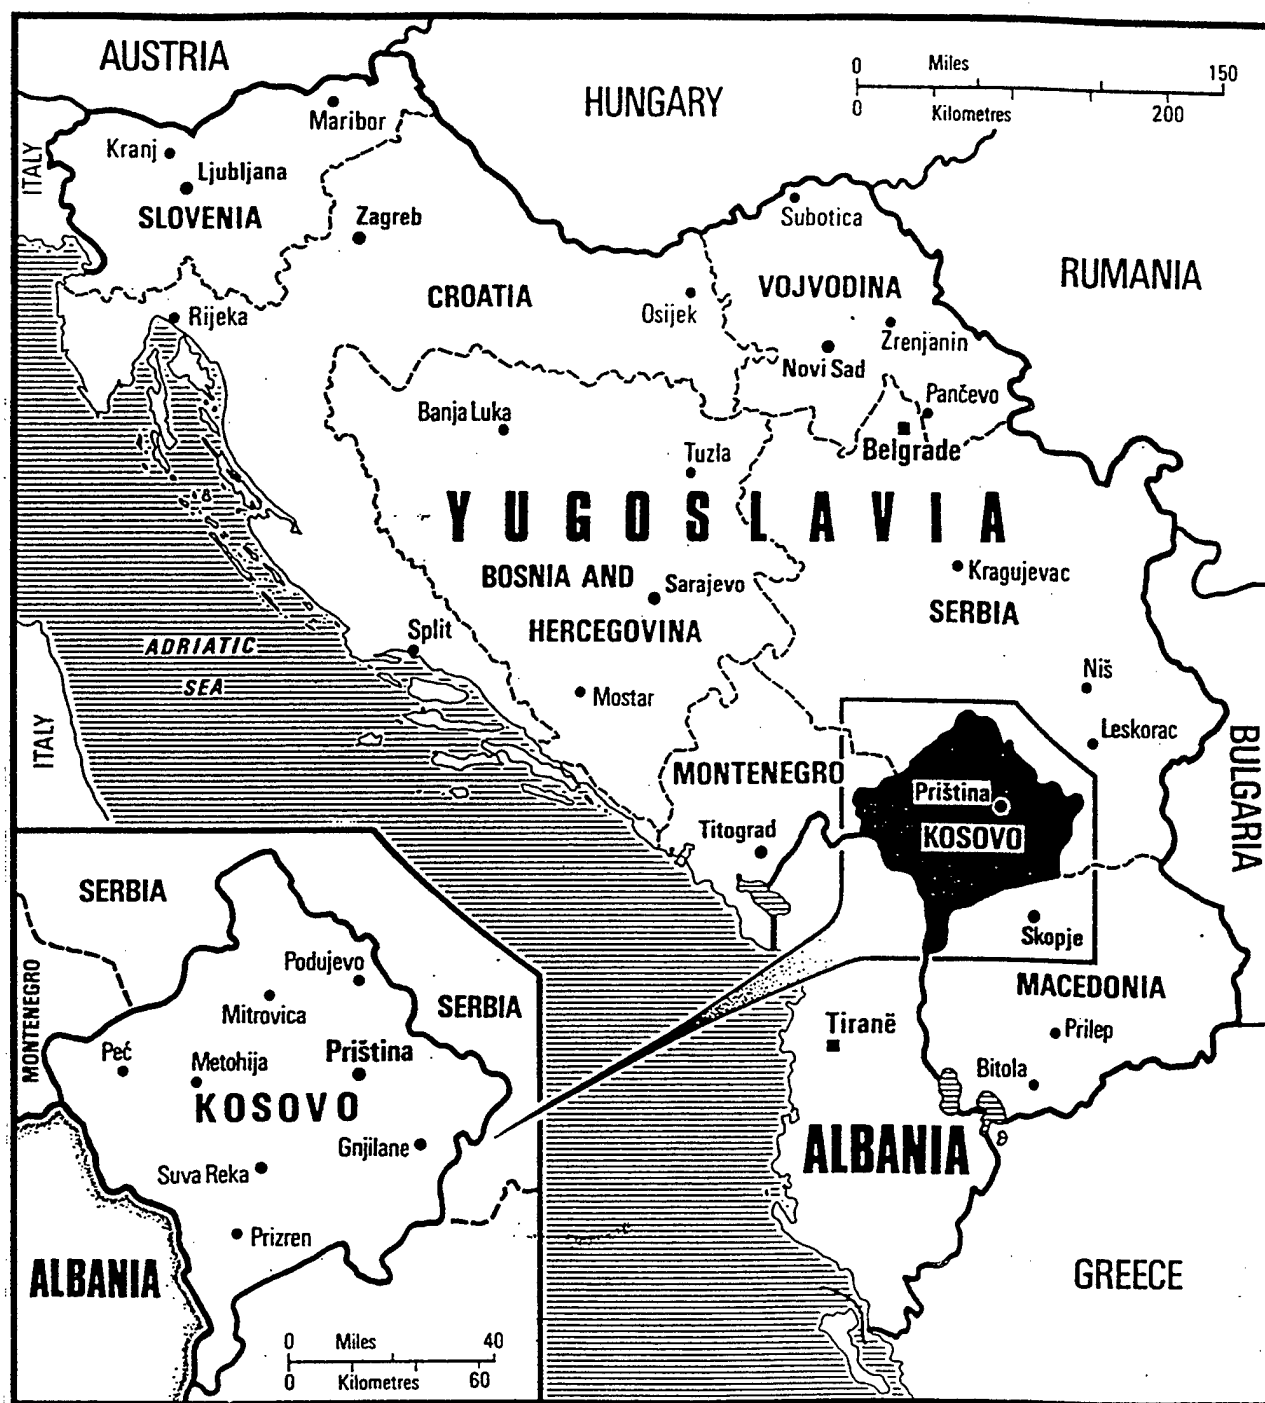 AUSTRIA
HUNGARY
0 Miles 150
0 Kilometres 200
Maribor
Kranj
Ljubljana
ITALY
SLOVENIA
Zagreb
Subotica
RUMANIA
CROATIA
VOJVODINA
Rijeka
Osijek
Zrenjanin
Novi Sad
Pančevo
Banja Luka
Belgrade
Tuzla
YUGOSLAVIA
BOSNIA AND
HERCEGOVINA
Sarajevo
Kragujevac
SERBIA
Split
ADRIATIC
SEA
Mostar
Niš
Leskorac
ITALY
BULGARIA
MONTENEGRO
Priština
KOSOVO
Titograd
Skopje
MACEDONIA
Tiranë
Prilep
Bitola
ALBANIA
GREECE
SERBIA
MONTENEGRO
Podujevo
Mitrovica
SERBIA
Peć
Metohija
Priština
KOSOVO
Gnjilane
Suva Reka
Prizren
ALBANIA
0 Miles 40
0 Kilometres 60